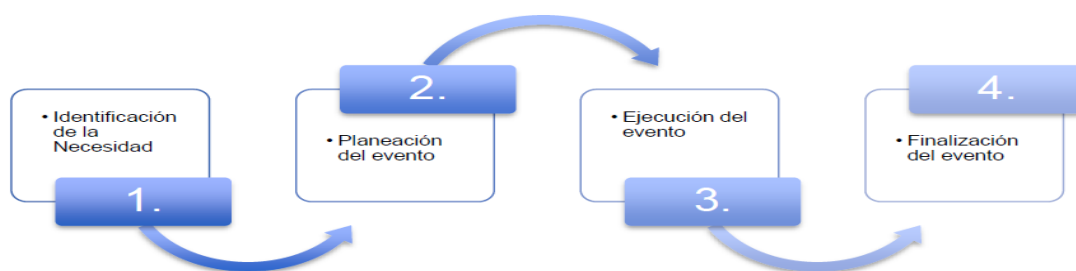 • Identificación
de la
Necesidad
1.
2.
• Planeación
del evento
• Ejecución del
evento
3.
4.
• Finalización
del evento